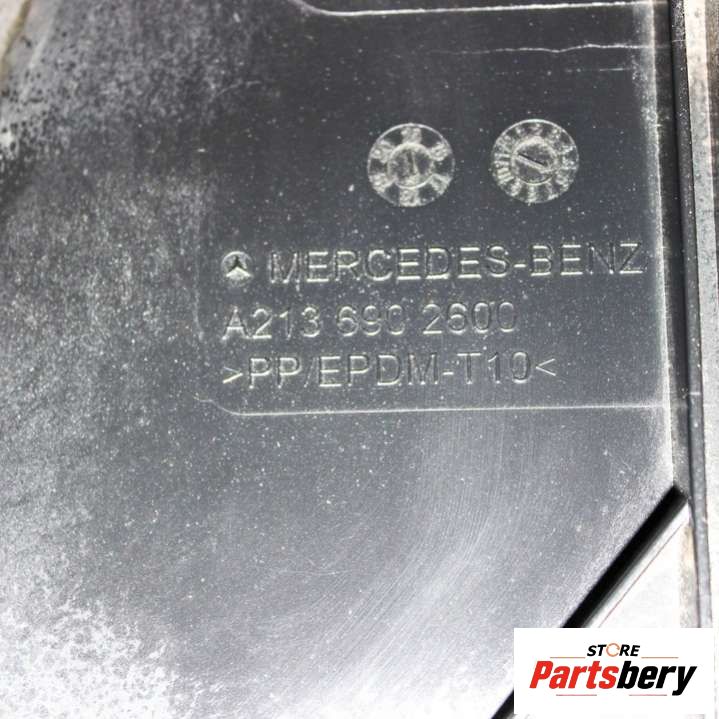 MERCEDES-BENZ
A213 690 2600
>PP/EPDM-T10<
STORE
Partsbery